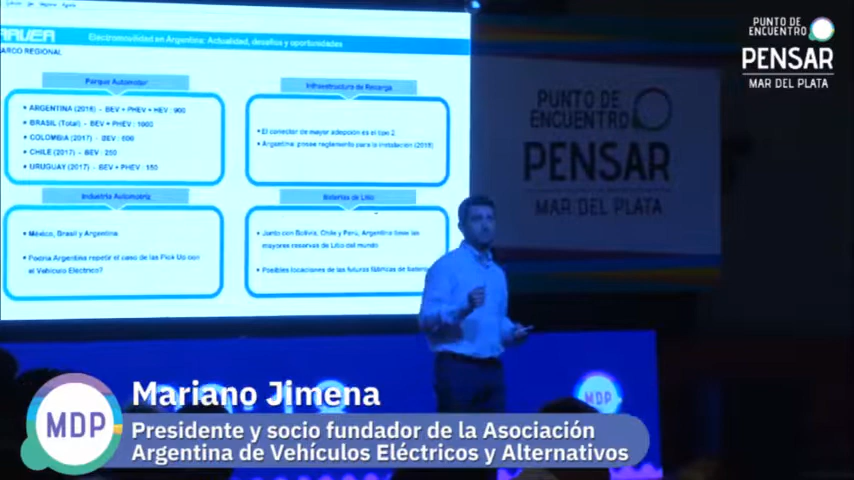 AAVEA
Electromovilidad en Argentina: Actualidad, desafíos y oportunidades
MARCO REGIONAL
Parque Automotor
• ARGENTINA (2018) - BEV + PHEV + HEV : 900
• BRASIL (Total) - BEV + PHEV : 1000
• COLOMBIA (2017) - BEV : 600
• CHILE (2017) - BEV : 250
• URUGUAY (2017) - BEV + PHEV : 150
Infraestructura de Recarga
• El conector de mayor adopción es el tipo 2
• Argentina: posee reglamento para la instalación (2018)
Industria Automotriz
• México, Brasil y Argentina
• Podria Argentina repetir el caso de las Pick Up con
el Vehículo Eléctrico?
Baterías de Litio
• Junto con Bolivia, Chile y Perú, Argentina tiene las
mayores reservas de Litio del mundo
• Posibles locaciones de las futuras fábricas de
PUNTO DE
ENCUENTRO
PENSAR
MAR DEL PLATA
PUNTO DE
ENCUENTRO
PENSAR
MAR DEL PLATA
MDP
MDP
Mariano Jimena
Presidente y socio fundador de la Asociación
Argentina de Vehículos Eléctricos y Alternativos